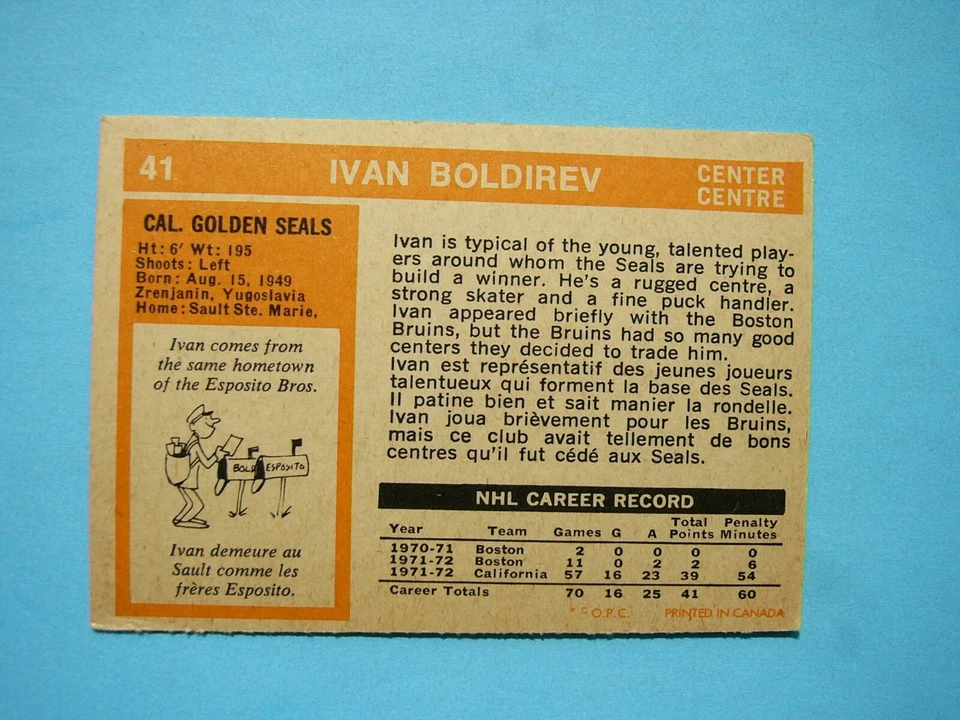 41 IVAN BOLDIREV CENTER
CENTRE
CAL. GOLDEN SEALS
Ht: 6' Wt: 195
Shoots: Left
Born: Aug. 15, 1949
Zrenjanin, Yugoslavia
Home: Sault Ste. Marie,
Ivan comes from
the same hometown
of the Esposito Bros.
BOLD ESPOSITO
Ivan demeure au
Sault comme les
frères Esposito.
Ivan is typical of the young, talented play-
ers around whom the Seals are trying to
build a winner. He's a rugged centre, a
strong skater and a fine puck handler.
Ivan appeared briefly with the Boston
Bruins, but the Bruins had so many good
centers they decided to trade him.
Ivan est représentatif des jeunes joueurs
talentueux qui forment la base des Seals.
Il patine bien et sait manier la rondelle.
Ivan joua brièvement pour les Bruins,
mais ce club avait tellement de bons
centres qu'il fut cédé aux Seals.
NHL CAREER RECORD
Year Team Games G A Total Points Penalty Minutes
1970-71 Boston 2 0 0 0 0
1971-72 Boston 11 0 2 2 6
1971-72 California 57 16 23 39 54
Career Totals 70 16 25 41 60
* © O.P.C. PRINTED IN CANADA